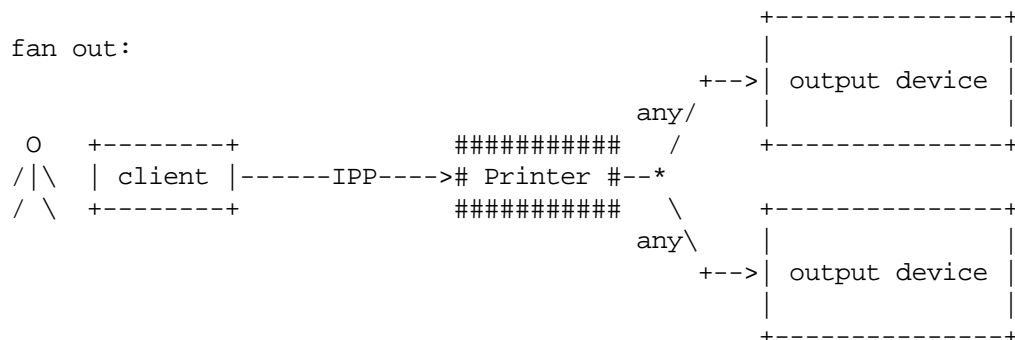 fan out:
output device
any
client
IPP
Printer
any
output device